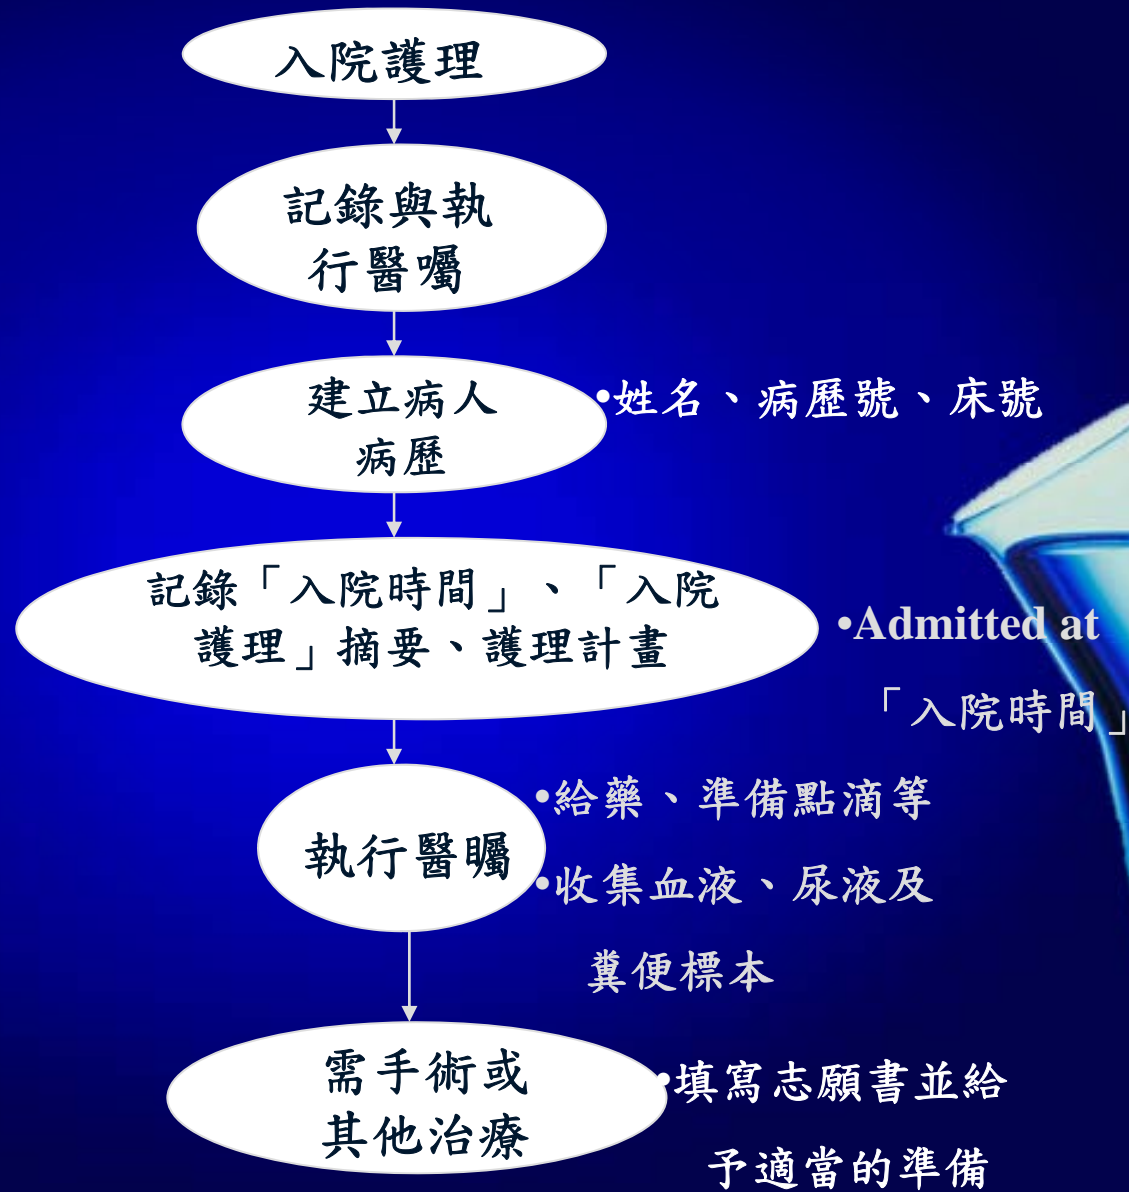 入院護理
記錄與執
行醫囑
建立病人
病歷
•姓名、病歷號、床號
記錄「入院時間」、「入院
護理」摘要、護理計畫
•Admitted at
「入院時間」
執行醫矚
•給藥、準備點滴等
•收集血液、尿液及
糞便標本
需手術或
其他治療
•填寫志願書並給
予適當的準備